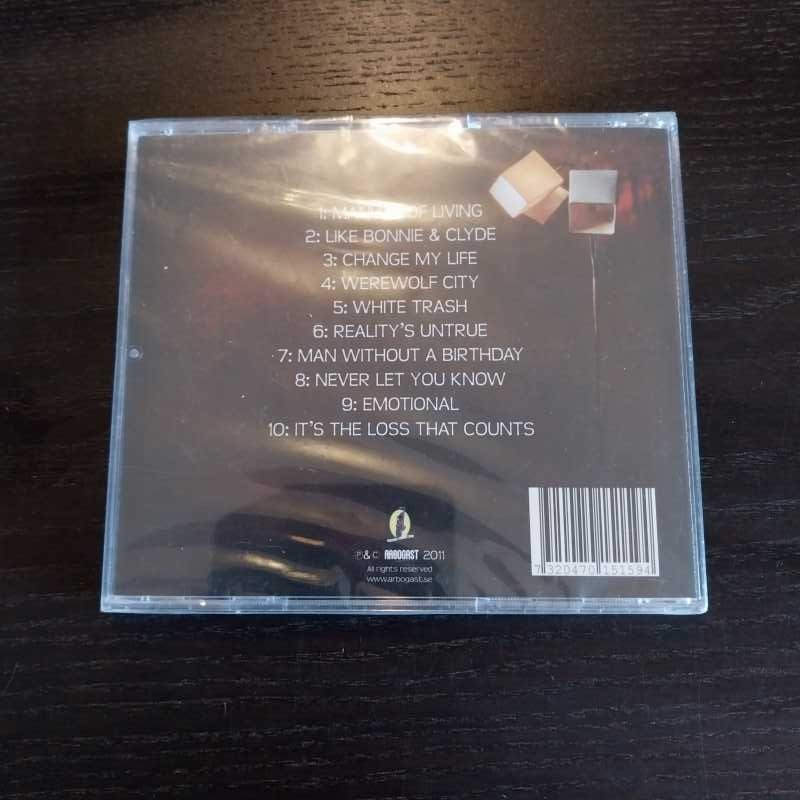 1: OF LIVING
2: LIKE BONNIE & CLYDE
3: CHANGE MY LIFE
4: WEREWOLF CITY
5: WHITE TRASH
6: REALITY'S UNTRUE
7: MAN WITHOUT A BIRTHDAY
8: NEVER LET YOU KNOW
9: EMOTIONAL
10: IT'S THE LOSS THAT COUNTS
℗ & © ARBOGAST 2011
All rights reserved
www.arbogast.se
7 320470 151594